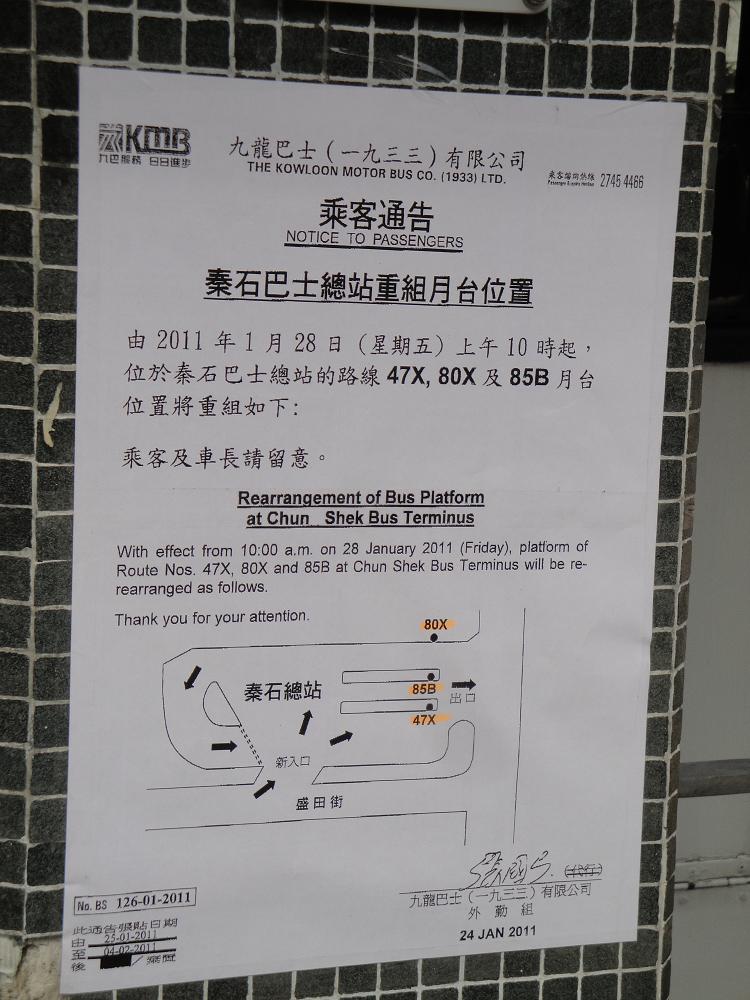 KMB
九巴服務 日日進步
九龍巴士(一九三三)有限公司
THE KOWLOON MOTOR BUS CO. (1933) LTD.
乘客諮詢熱線 2745 4466
Passenger Enquiry Hotline
乘客通告
NOTICE TO PASSENGERS
秦石巴士總站重組月台位置
由 2011 年 1 月 28 日 (星期五) 上午 10 時起,
位於秦石巴士總站的路線 47X, 80X 及 85B 月台
位置將重組如下:
乘客及車長請留意。
Rearrangement of Bus Platform
at Chun Shek Bus Terminus
With effect from 10:00 a.m. on 28 January 2011 (Friday), platform of
Route Nos. 47X, 80X and 85B at Chun Shek Bus Terminus will be re-
rearranged as follows.
Thank you for your attention.
80X
秦石總站
85B
出口
47X
新入口
盛田街
(代行)
九龍巴士(一九三三)有限公司
外勤組
24 JAN 2011
No. BS 126-01-2011
此通告張貼日期
由 25-01-2011
至 04-02-2011
後